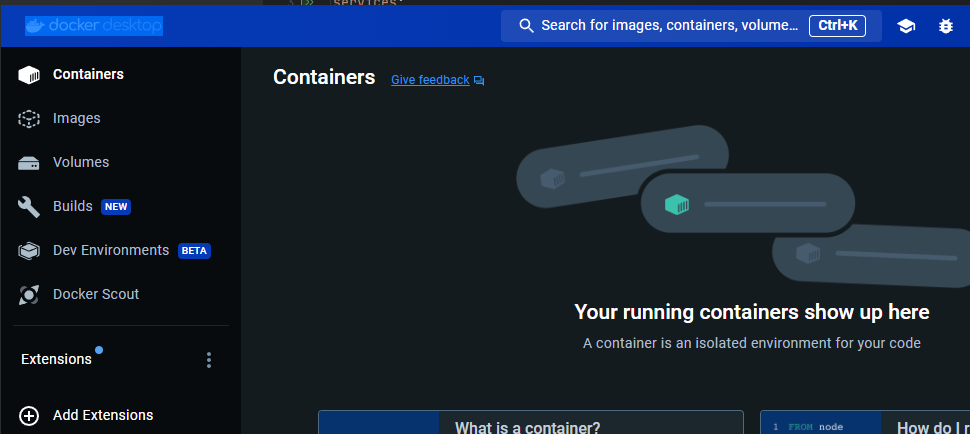 services:
docker desktop
Search for images, containers, volume... Ctrl+K
Containers
Images
Volumes
Builds NEW
Dev Environments BETA
Docker Scout
Extensions
Add Extensions
Containers Give feedback
Your running containers show up here
A container is an isolated environment for your code
What is a container?
1 FROM node
How do I r